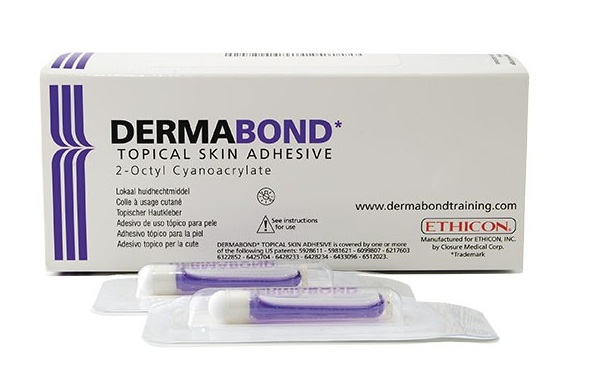 DERMABOND*
TOPICAL SKIN ADHESIVE
2-Octyl Cyanoacrylate
Lokaal huidhechtmiddel
Colle à usage cutané
Topischer Hautkleber
Adesivo de uso tópico para pele
Adhesivo tópico para la piel
Adesivo topico per la cute
See instructions
for use
www.dermabondtraining.com
ETHICON
Manufactured for ETHICON, INC.
by Closure Medical Corp.
*Trademark
DERMABOND* TOPICAL SKIN ADHESIVE is covered by one or more
of the following US patents: 5928611 - 5981621 - 6099807 - 6217603
6322852 - 6425704 - 6428233 - 6428234 - 6433096 - 6512023.